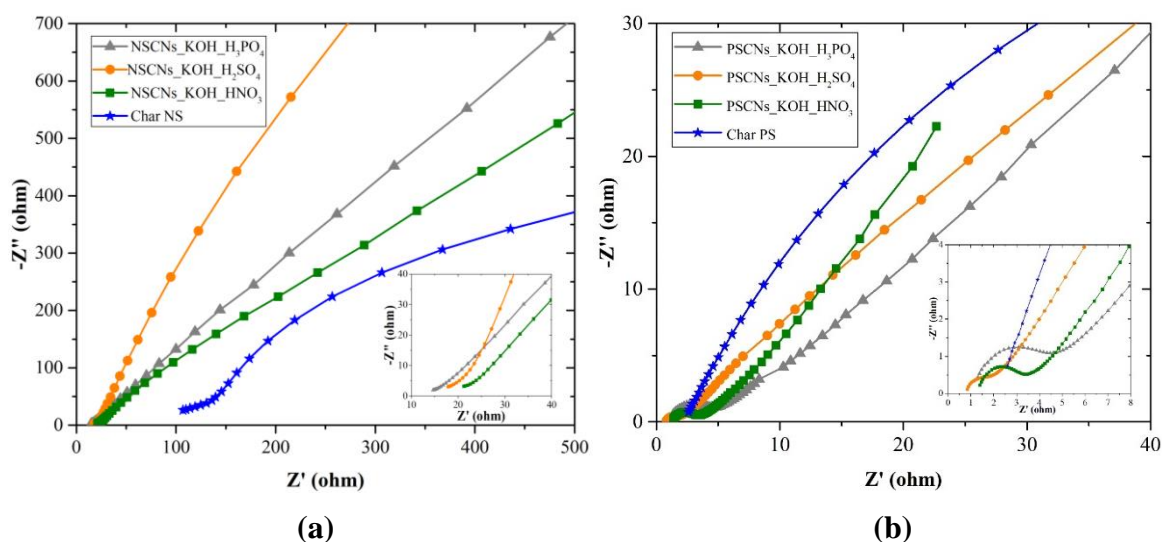 700
600
500
400
300
200
100
0
-Z" (ohm)
NSCNs_KOH_H₃PO₄
NSCNs_KOH_H₂SO₄
NSCNs_KOH_HNO₃
Char NS
40
30
20
10
0
-Z" (ohm)
0 10 20 30 40
Z' (ohm)
0 100 200 300 400 500
Z' (ohm)
(a)
30
20
10
0
-Z" (ohm)
PSCNs_KOH_H₃PO₄
PSCNs_KOH_H₂SO₄
PSCNs_KOH_HNO₃
Char PS
4
3
2
1
0
-Z" (ohm)
0 1 2 3 4 5 6 7 8
Z' (ohm)
0 10 20 30 40
Z' (ohm)
(b)